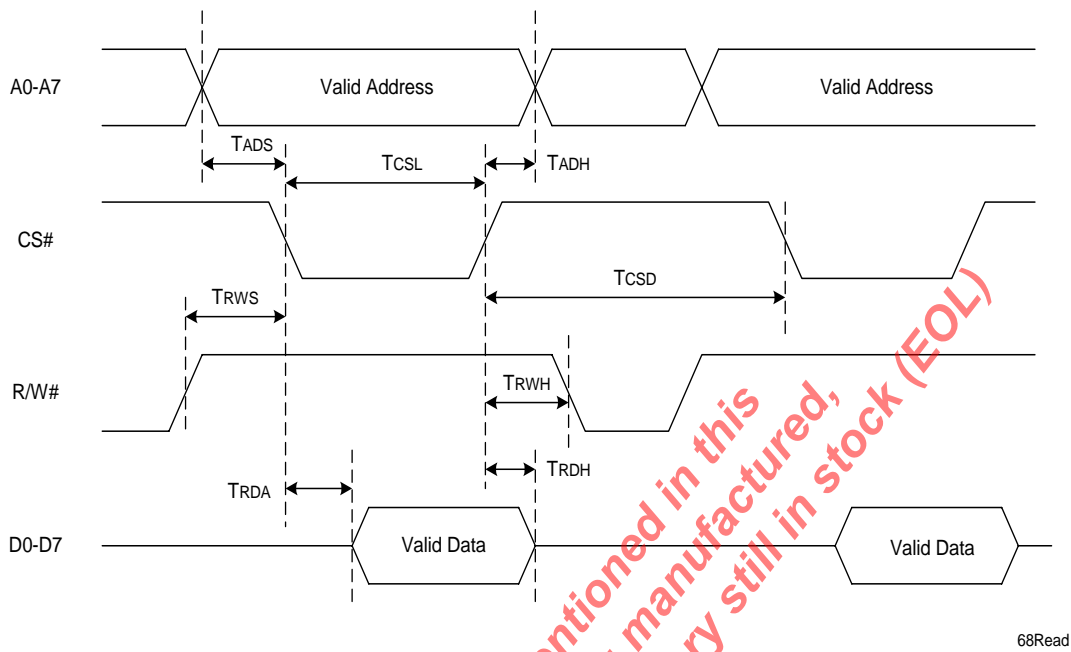 A0-A7
Valid Address
Valid Address
TADS
TCSL
TADH
CS#
TCSD
TRWS
R/W#
TRWH
TRDA
TRDH
D0-D7
Valid Data
Valid Data
mentioned in this
manufactured,
still in stock (EOL)
68Read